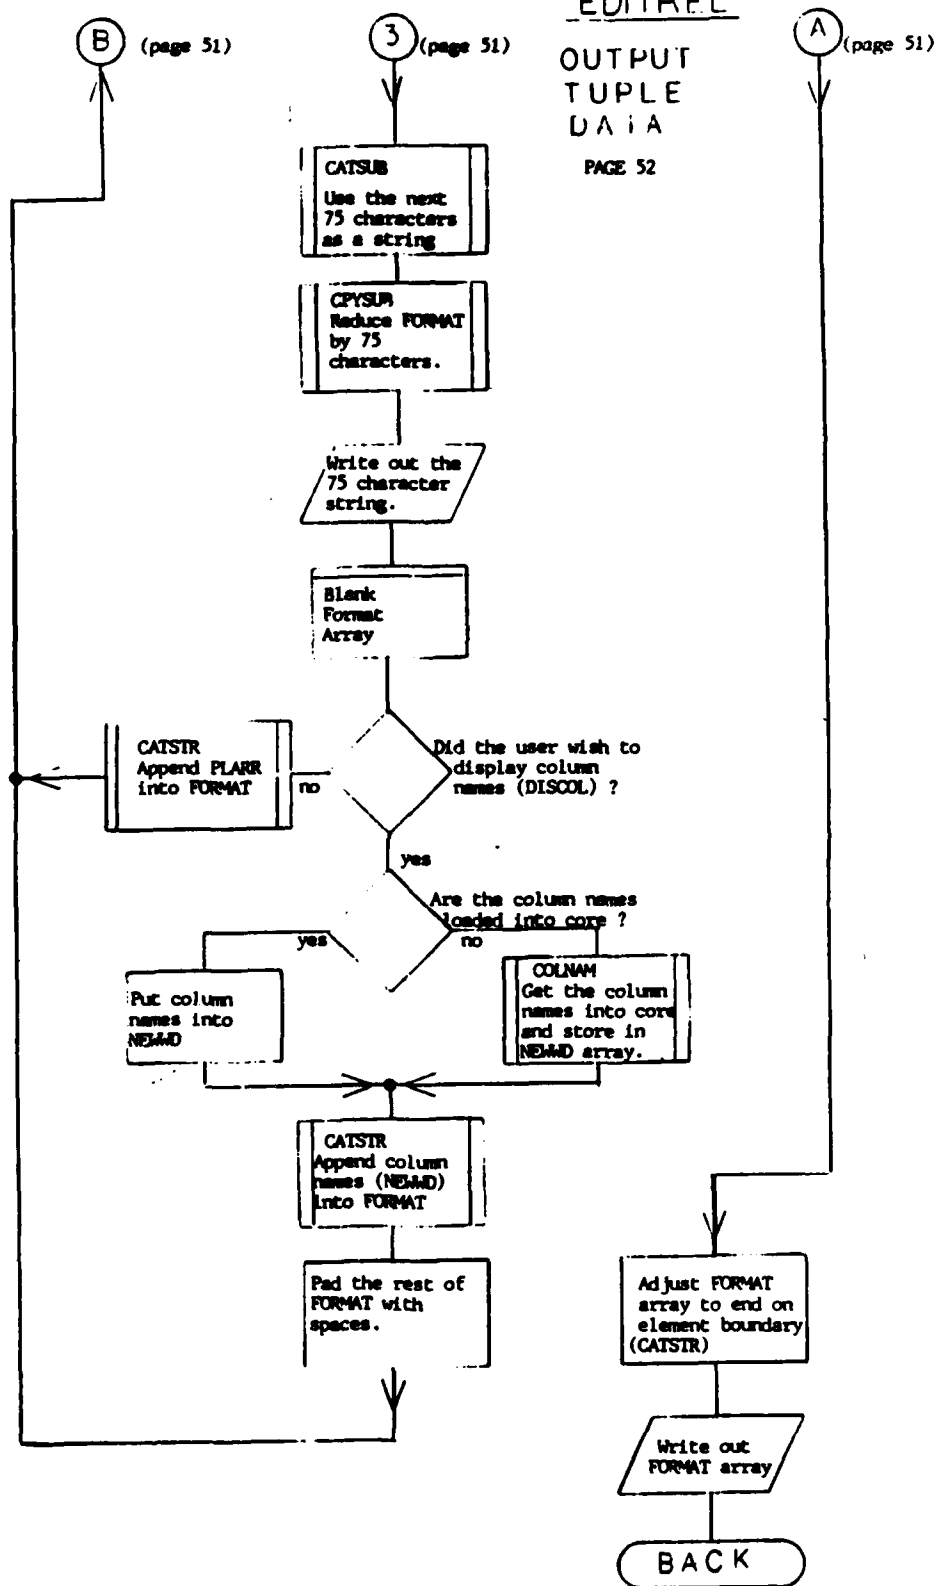 EDITREL
B (page 51)
3 (page 51)
A (page 51)
OUTPUT
TUPLE
DATA
PAGE 52
CATSUB
Use the next
75 characters
as a string
CPYSUB
Reduce FORMAT
by 75
characters.
Write out the
75 character
string.
Blank
Format
Array
Did the user wish to
display column
names (DISCOL) ?
no
CATSTR
Append PLARR
into FORMAT
yes
Are the column names
loaded into core ?
yes
no
Put column
names into
NEWWD
COLNAM
Get the column
names into core
and store in
NEWWD array.
CATSTR
Append column
names (NEWWD)
into FORMAT
Pad the rest of
FORMAT with
spaces.
Adjust FORMAT
array to end on
element boundary
(CATSTR)
Write out
FORMAT array
BACK